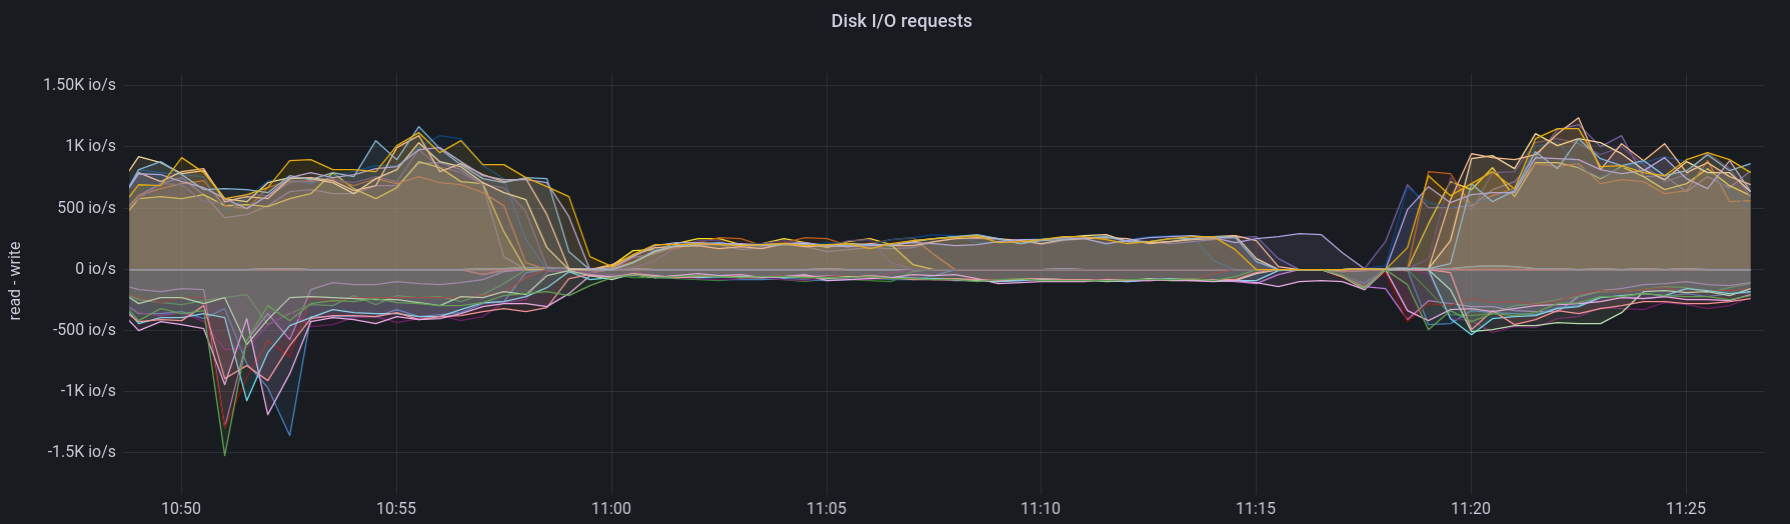 Disk I/O requests
read - write
1.50K io/s
1K io/s
500 io/s
0 io/s
-500 io/s
-1K io/s
-1.5K io/s
10:50 10:55 11:00 11:05 11:10 11:15 11:20 11:25